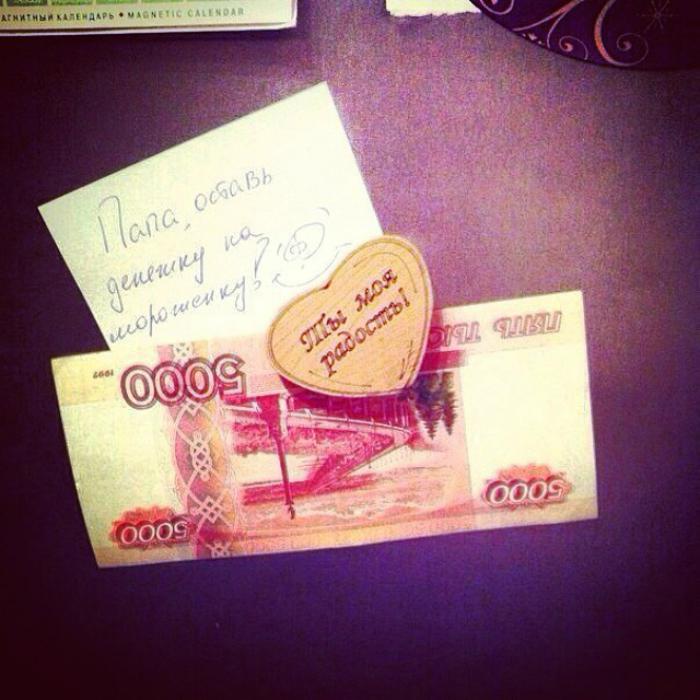 АГНИТНЫЙ КАЛЕНДАРЬ • MAGNETIC CALENDAR
Папа, оставь
денежку на
мороженку?
Ты моя
радость!
ПЯТЬ ТЫС
1997
5000
5000
5000